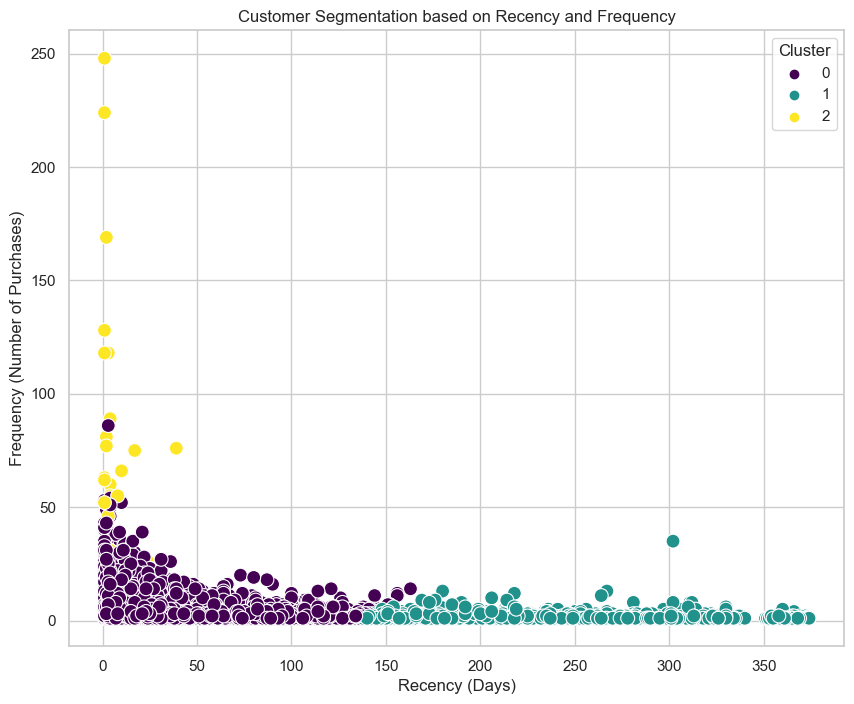 Customer Segmentation based on Recency and Frequency
Cluster
0
1
2
Frequency (Number of Purchases)
250
200
150
100
50
0
0 50 100 150 200 250 300 350
Recency (Days)